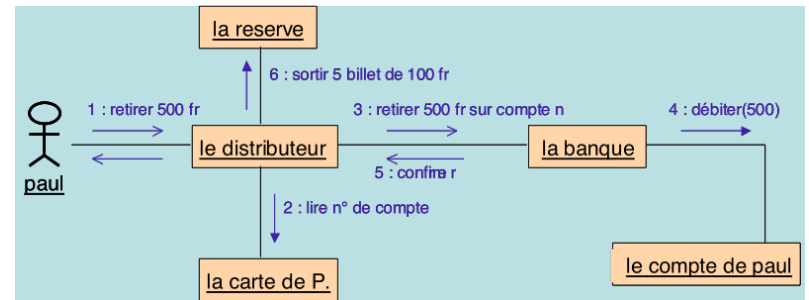 la reserve
6 : sortir 5 billet de 100 fr
1 : retirer 500 fr
3 : retirer 500 fr sur compte n
4 : débiter(500)
le distributeur
la banque
5 : confire r
paul
2 : lire n° de compte
la carte de P.
le compte de paul